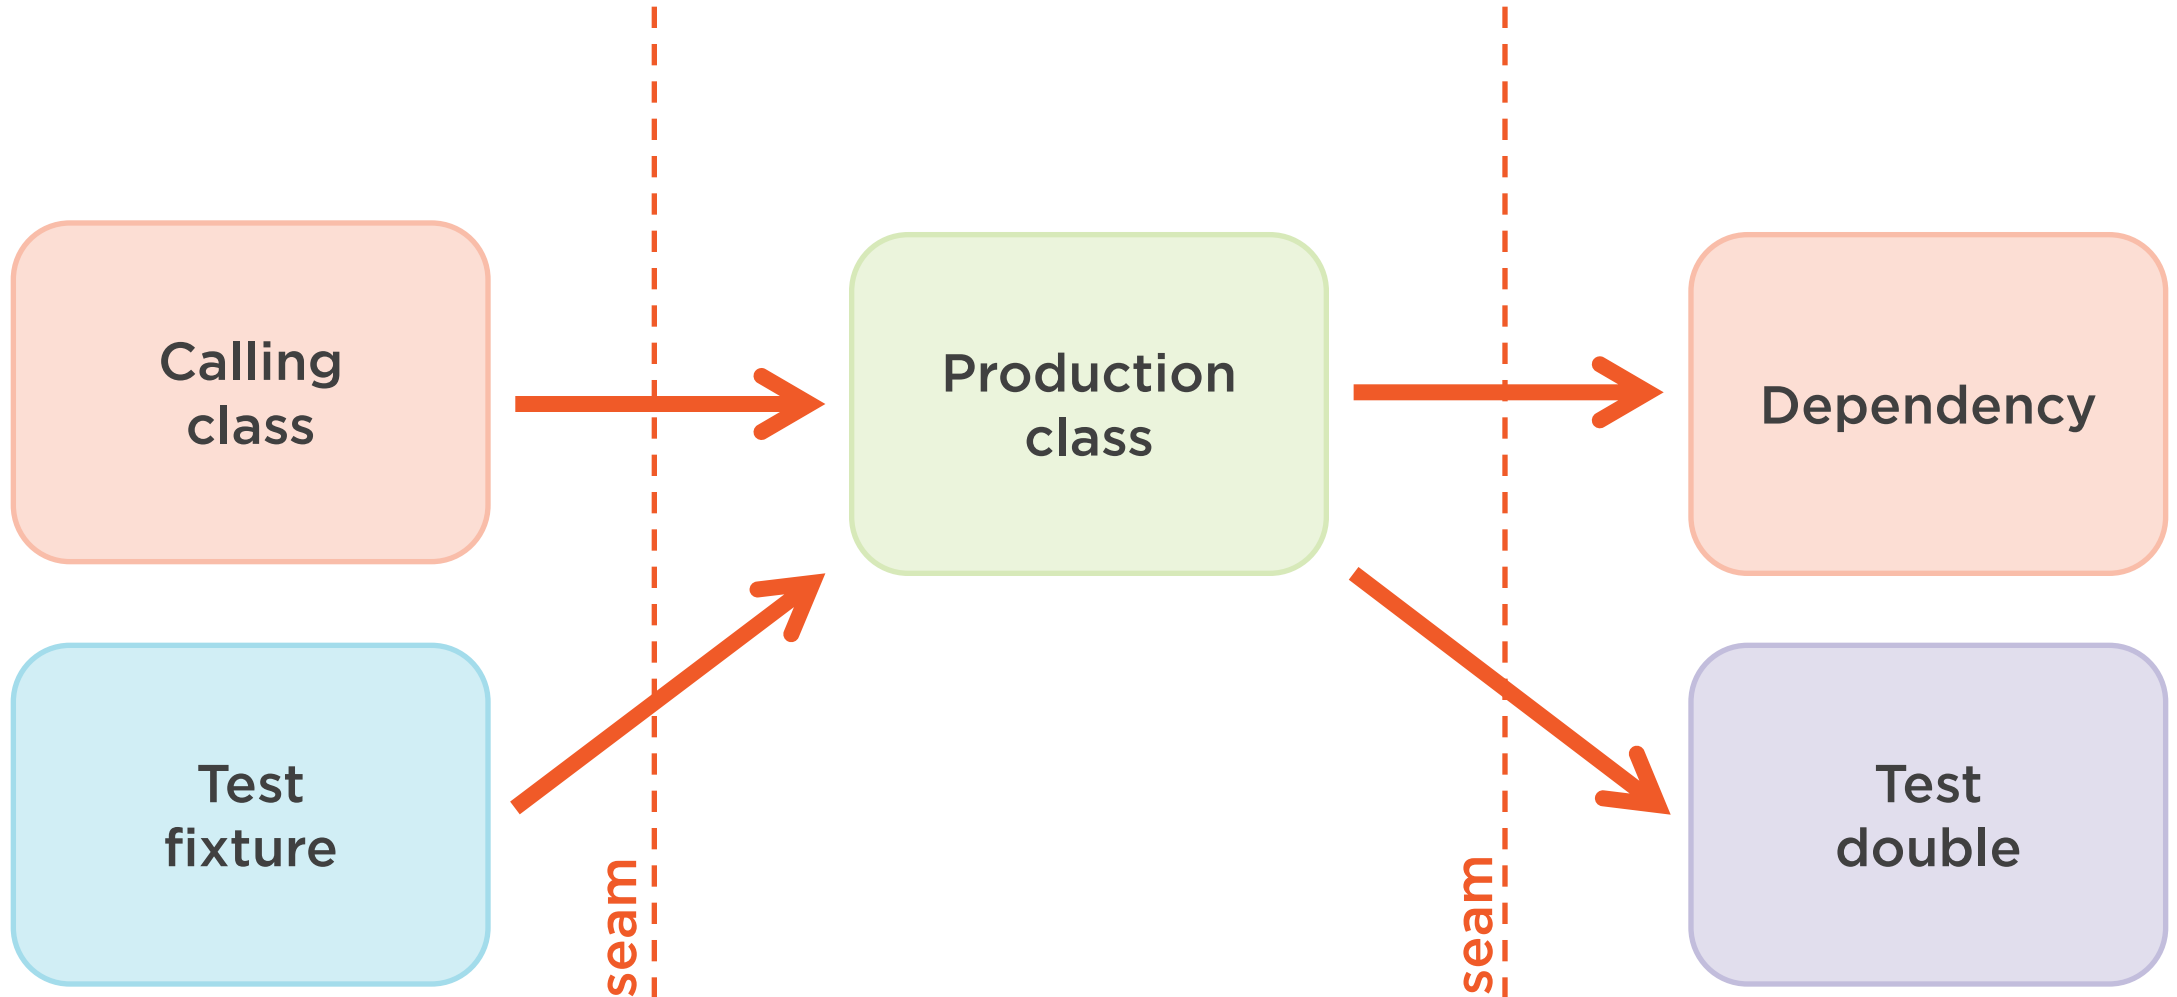 Calling
class
Production
class
Dependency
Test
fixture
seam
seam
Test
double